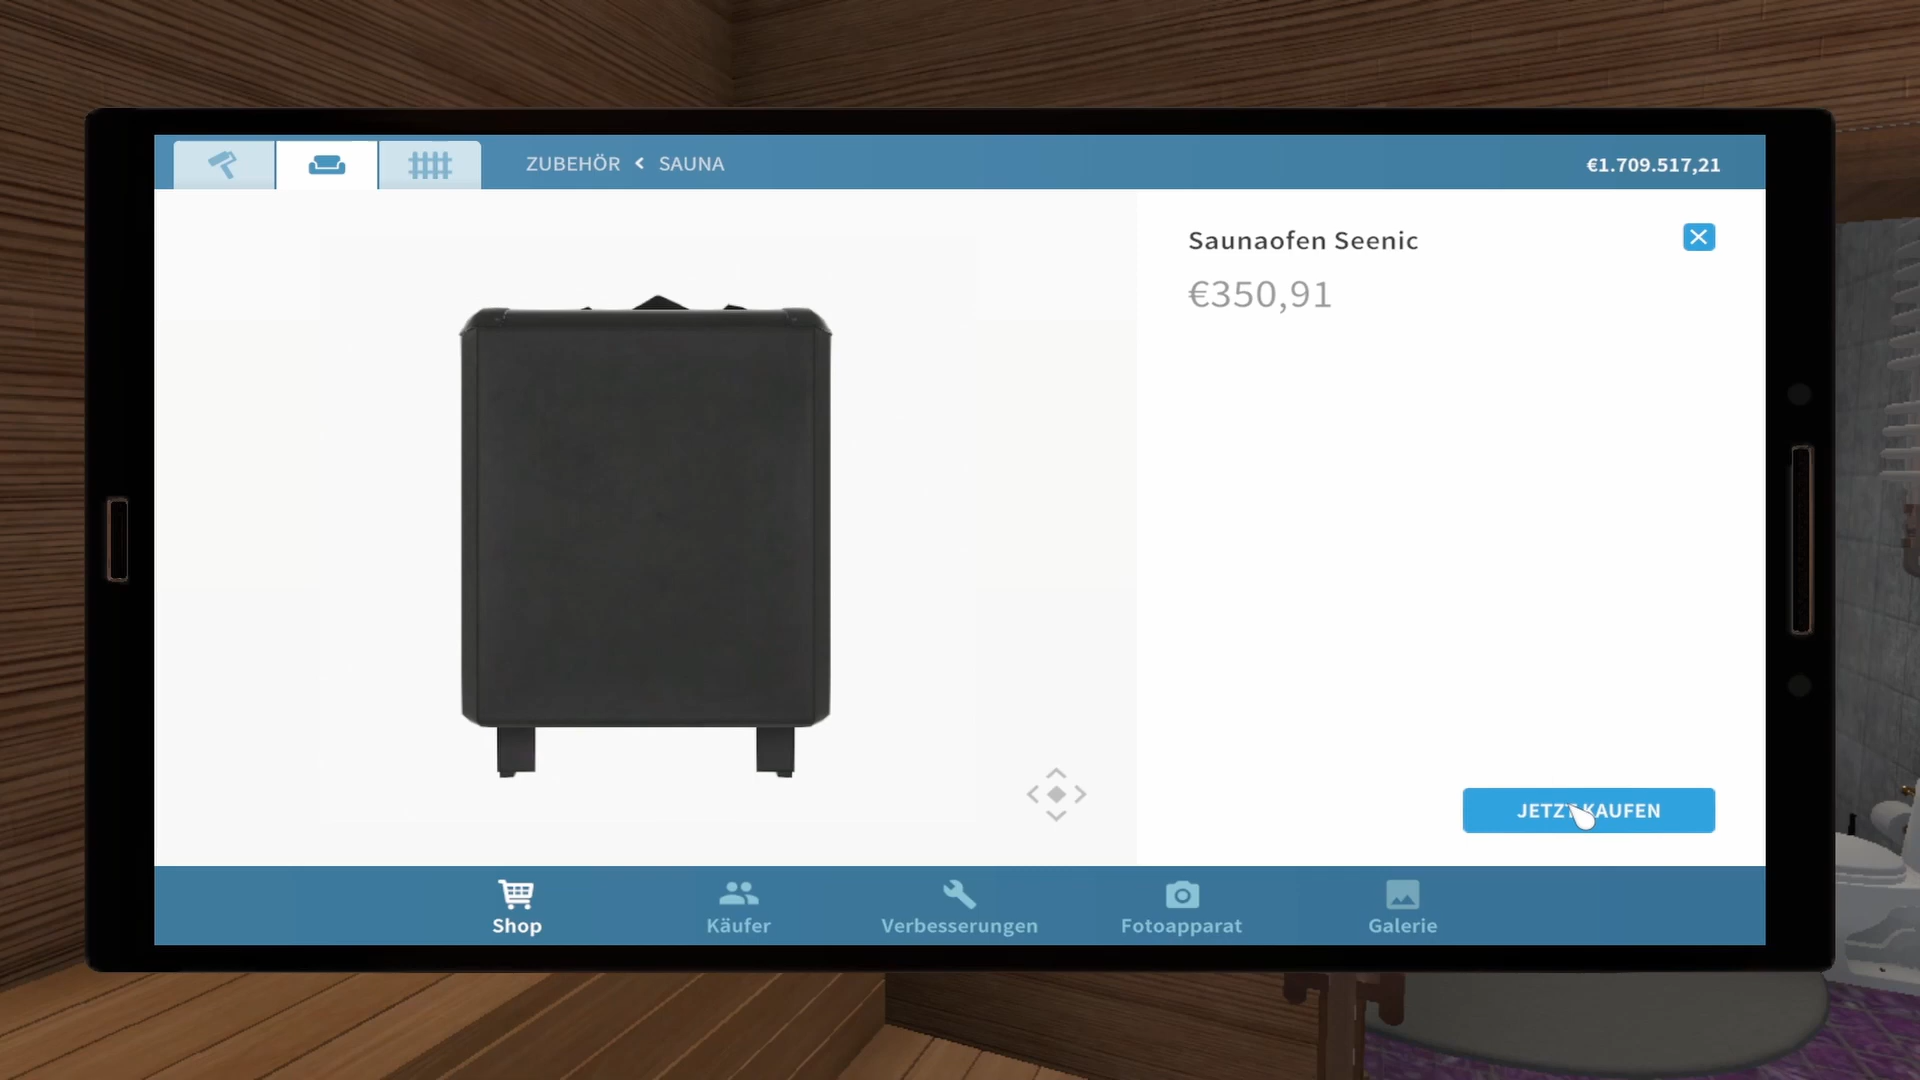 ZUBEHÖR < SAUNA
€1.709.517,21
Saunaofen Seenic
€350,91
JETZT KAUFEN
Shop
Käufer
Verbesserungen
Fotoapparat
Galerie